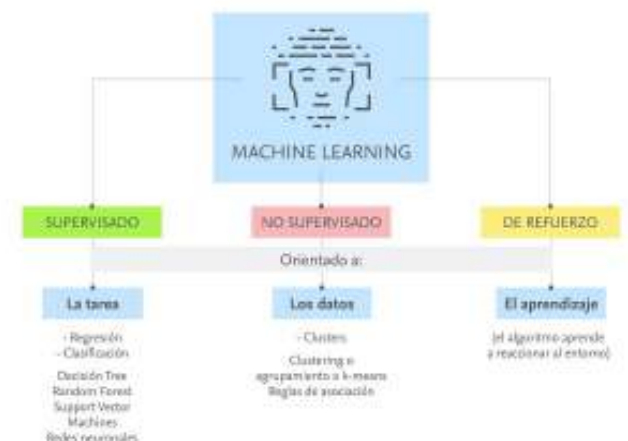 MACHINE LEARNING
SUPERVISADO
NO SUPERVISADO
DE REFUERZO
Orientado a:
La tarea
- Regresión
- Clasificación
Decisión Tree
Random Forest
Support Vector
Machines
Redes neuronales
Los datos
- Clusters
Clustering o
agrupamiento o k-means
Reglas de asociación
El aprendizaje
(el algoritmo aprende
a reaccionar al entorno)